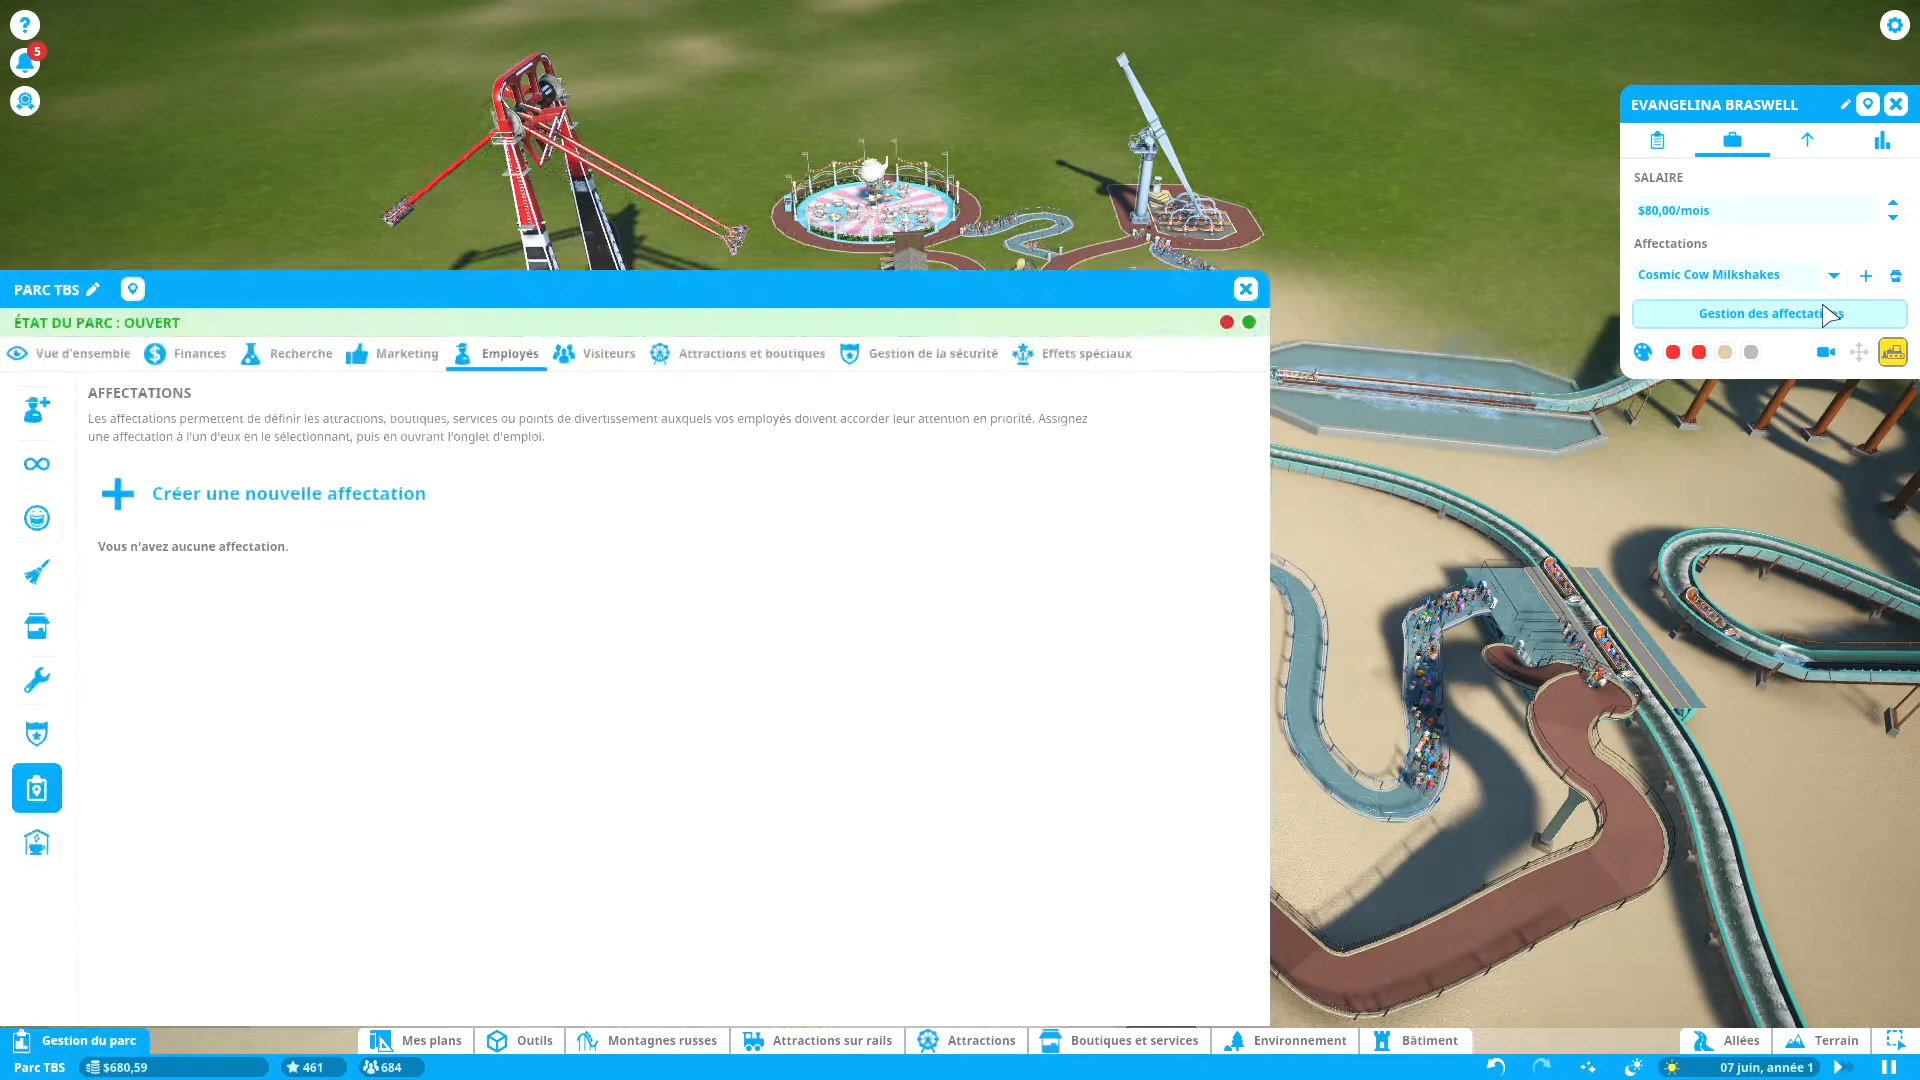 ?
5
EVANGELINA BRASWELL
SALAIRE
$80,00/mois
Affectations
Cosmic Cow Milkshakes
Gestion des affectations
PARC TBS
ÉTAT DU PARC : OUVERT
Vue d'ensemble
Finances
Recherche
Marketing
Employés
Visiteurs
Attractions et boutiques
Gestion de la sécurité
Effets spéciaux
AFFECTATIONS
Les affectations permettent de définir les attractions, boutiques, services ou points de divertissement auxquels vos employés doivent accorder leur attention en priorité. Assignez
une affectation à l'un d'eux en le sélectionnant, puis en ouvrant l'onglet d'emploi.
Créer une nouvelle affectation
Vous n'avez aucune affectation.
Gestion du parc
Mes plans
Outils
Montagnes russes
Attractions sur rails
Attractions
Boutiques et services
Environnement
Bâtiment
Allées
Terrain
Parc TBS
$680,59
461
684
07 juin, année 1